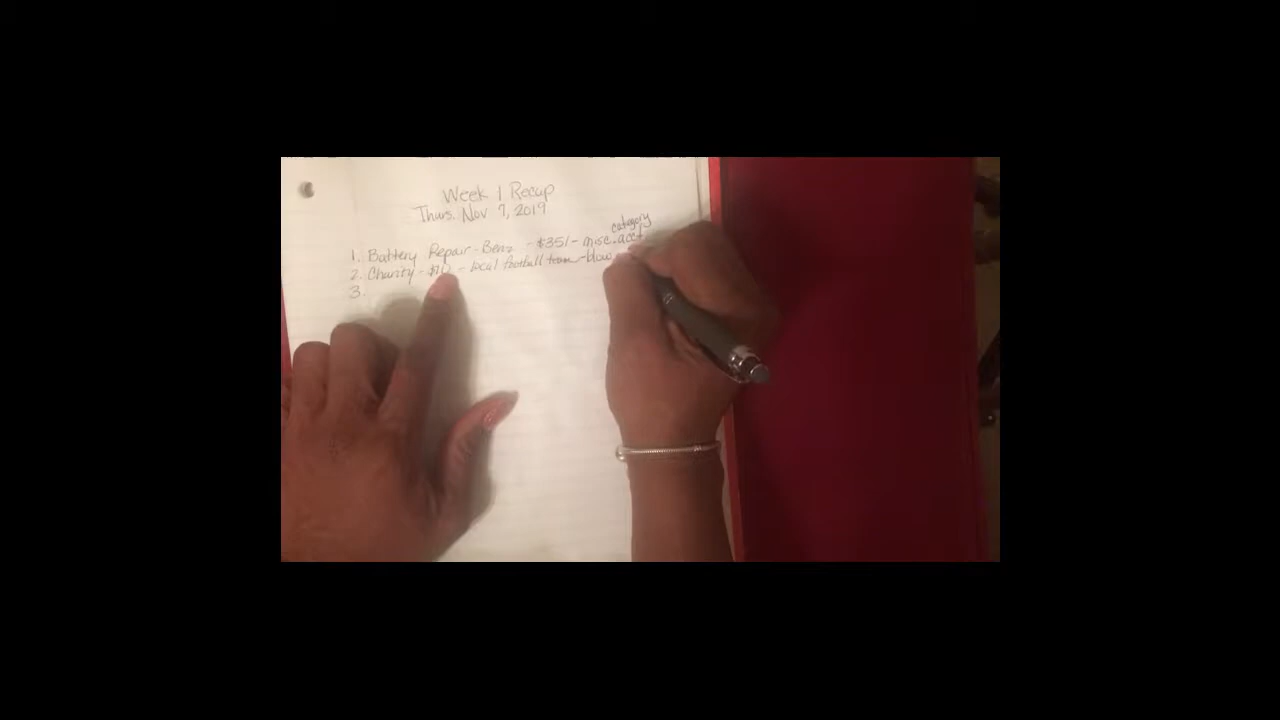 Week 1 Recap
Thurs. Nov 7, 2019
category
1. Battery Repair - Benz - $351 - misc. acct
2. Charity - $10 - local football team - blow
3.